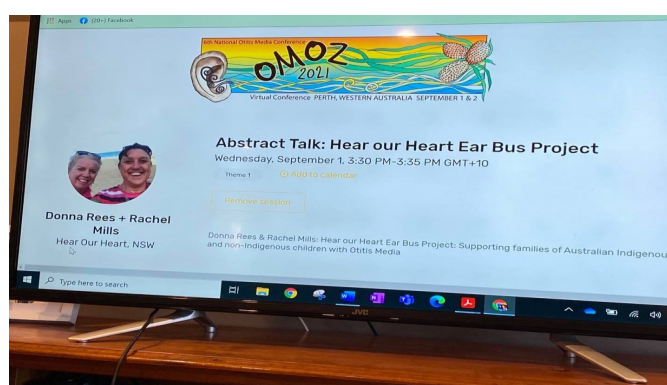 Apps (20+) Facebook
6th National Otitis Media Conference
OMOZ
2021
Virtual Conference PERTH, WESTERN AUSTRALIA SEPTEMBER 1 & 2
Abstract Talk: Hear our Heart Ear Bus Project
Wednesday, September 1, 3:30 PM-3:35 PM GMT+10
Theme 1 Add to calendar
Remove session
Donna Rees + Rachel
Mills
Hear Our Heart, NSW
Donna Rees & Rachel Mills: Hear our Heart Ear Bus Project: Supporting families of Australian Indigenou
and non-Indigenous children with Otitis Media
Type here to search
JVC